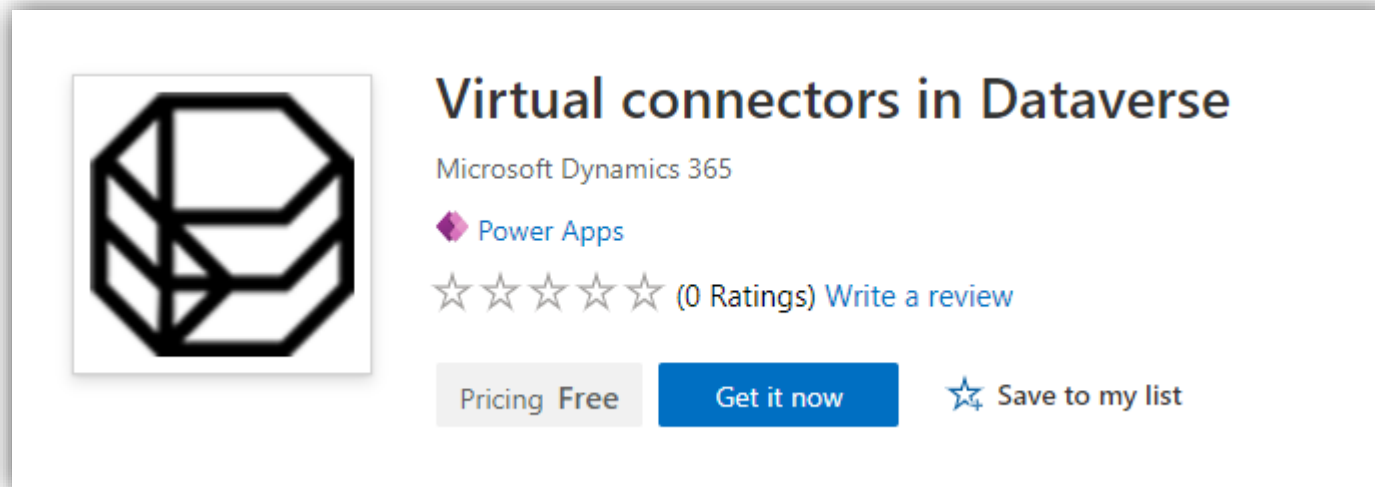 Virtual connectors in Dataverse
Microsoft Dynamics 365
Power Apps
(0 Ratings) Write a review
Pricing Free Get it now Save to my list